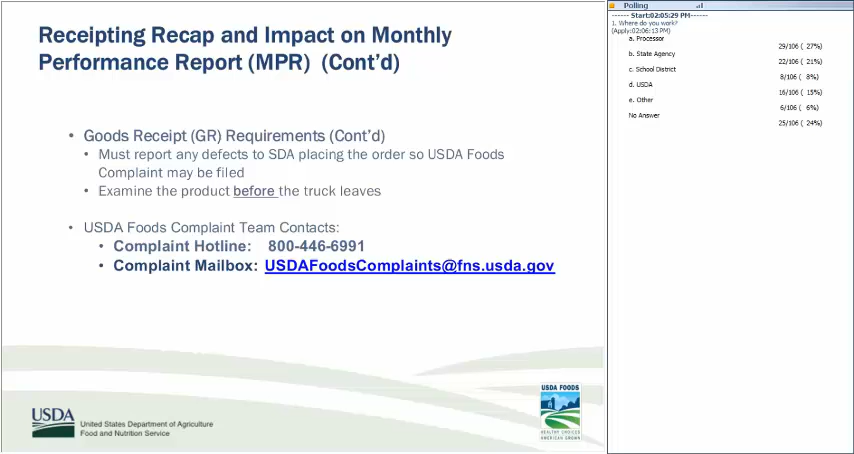 Receipting Recap and Impact on Monthly
Performance Report (MPR)  (Cont'd)
• Goods Receipt (GR) Requirements (Cont'd)
• Must report any defects to SDA placing the order so USDA Foods
Complaint may be filed
• Examine the product before the truck leaves
• USDA Foods Complaint Team Contacts:
• Complaint Hotline:   800-446-6991
• Complaint Mailbox:  USDAFoodsComplaints@fns.usda.gov
USDA
United States Department of Agriculture
Food and Nutrition Service
USDA FOODS
HEALTHY CHOICES
AMERICAN GROWN
Polling
------ Start:02:05:29 PM------
1. Where do you work?
(Apply:02:06:13 PM)
a. Processor
29/106 ( 27%)
b. State Agency
22/106 ( 21%)
c. School District
8/106 (  8%)
d. USDA
16/106 ( 15%)
e. Other
6/106 (  6%)
No Answer
25/106 ( 24%)